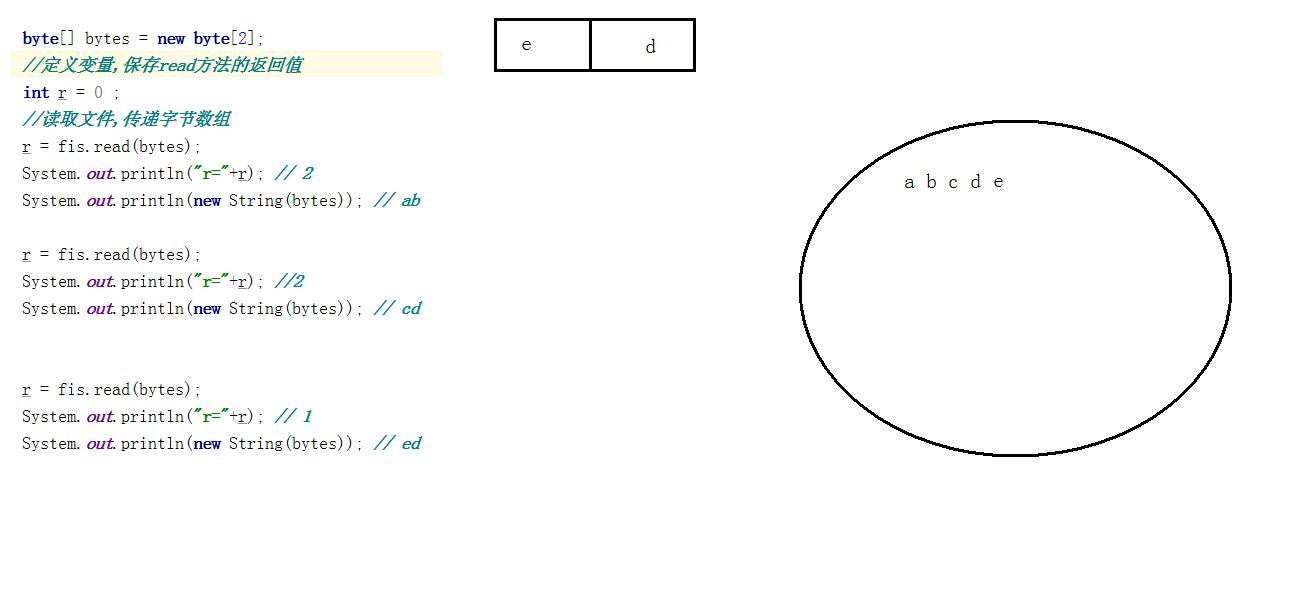 byte[] bytes = new byte[2];
//定义变量,保存read方法的返回值
int r = 0 ;
//读取文件,传递字节数组
r = fis.read(bytes);
System.out.println("r="+r); // 2
System.out.println(new String(bytes)); // ab
r = fis.read(bytes);
System.out.println("r="+r); //2
System.out.println(new String(bytes)); // cd
r = fis.read(bytes);
System.out.println("r="+r); // 1
System.out.println(new String(bytes)); // ed
e d
a b c d e